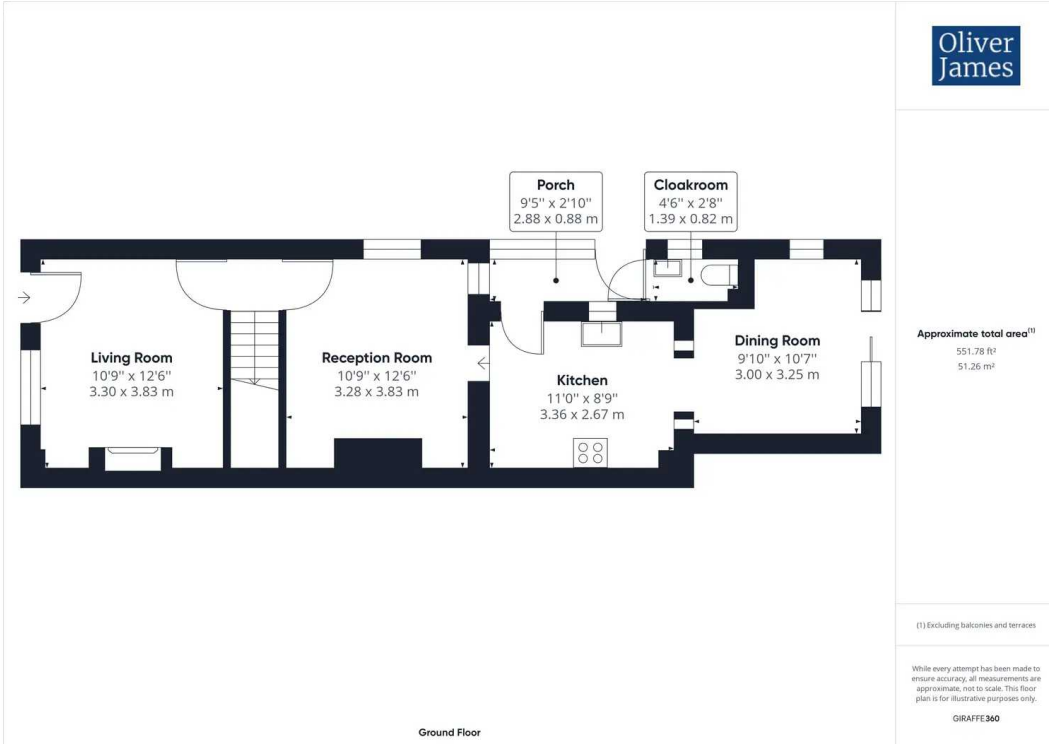 Oliver
James
Porch
9'5'' x 2'10''
2.88 x 0.88 m
Cloakroom
4'6'' x 2'8''
1.39 x 0.82 m
Living Room
10'9'' x 12'6''
3.30 x 3.83 m
Reception Room
10'9'' x 12'6''
3.28 x 3.83 m
Kitchen
11'0'' x 8'9''
3.36 x 2.67 m
Dining Room
9'10'' x 10'7''
3.00 x 3.25 m
Ground Floor
Approximate total area(1)
551.78 ft²
51.26 m²
(1) Excluding balconies and terraces
While every attempt has been made to
ensure accuracy, all measurements are
approximate, not to scale. This floor
plan is for illustrative purposes only.
GIRAFFE360